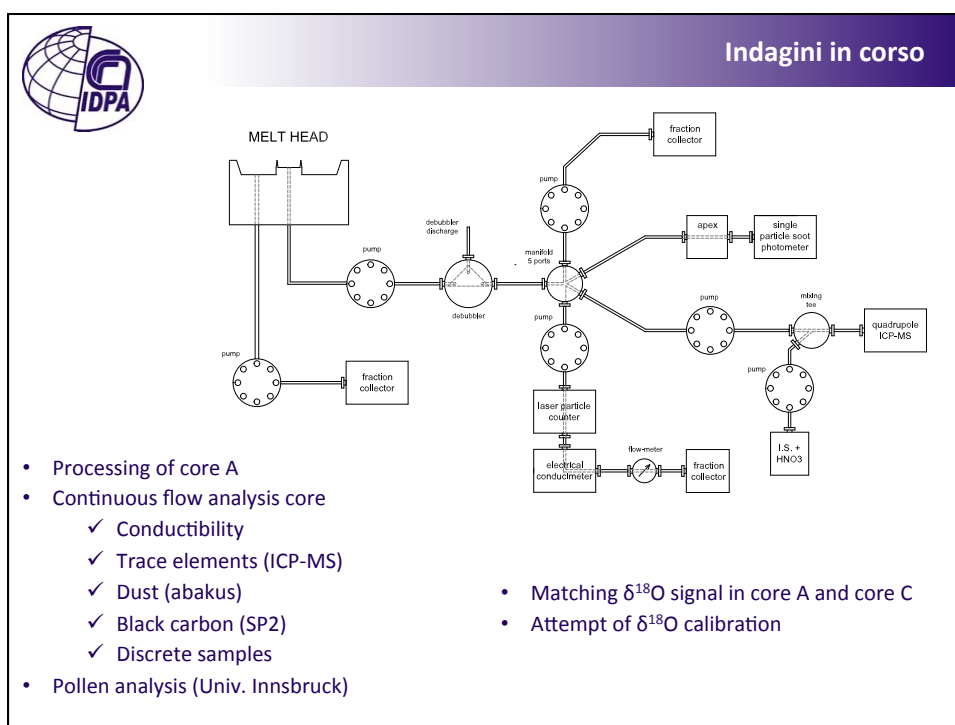 Indagini in corso
IDPA
MELT HEAD
fraction
collector
pump
debubbler
discharge
apex
single
particle soot
photometer
pump
manifold
5 ports
debubbler
pump
mixing
tee
quadrupole
ICP-MS
pump
pump
fraction
collector
pump
laser particle
counter
I.S. +
HNO3
flow-meter
electrical
conducimeter
fraction
collector
• Processing of core A
• Continuous flow analysis core
✓ Conductibility
✓ Trace elements (ICP-MS)
✓ Dust (abakus)
✓ Black carbon (SP2)
✓ Discrete samples
• Pollen analysis (Univ. Innsbruck)
• Matching δ¹⁸O signal in core A and core C
• Attempt of δ¹⁸O calibration